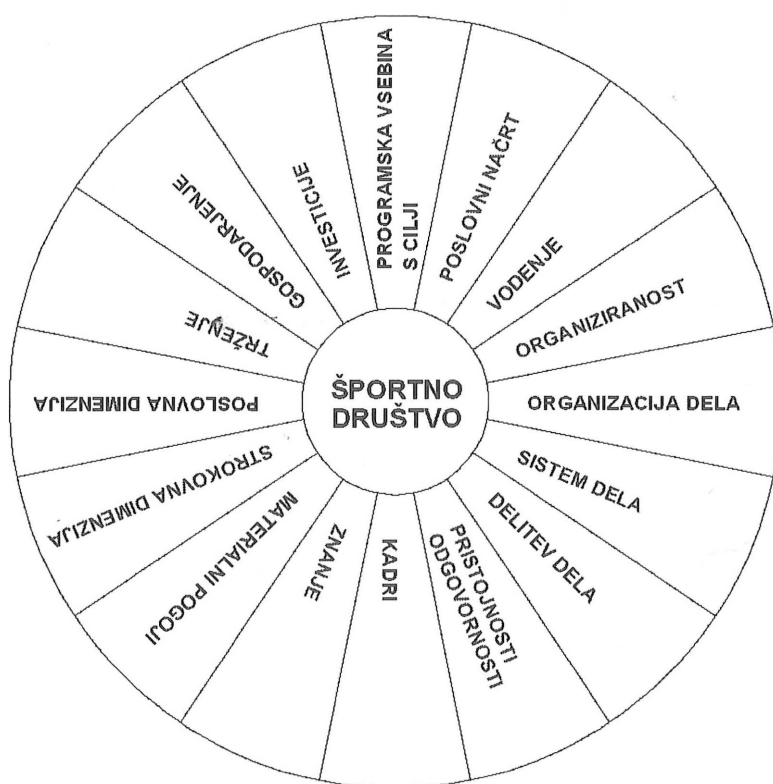 PROGRAMSKA VSEBINA
S CILJI
POSLOVNI NAČRT
VODENJE
ORGANIZIRANOST
ORGANIZACIJA DELA
SISTEM DELA
DELITEV DELA
PRISTOJNOSTI
ODGOVORNOSTI
KADRI
ZNANJE
MATERIALNI POGOJI
STROKOVNA DIMENZIJA
POSLOVNA DIMENZIJA
TRŽENJE
GOSPODARJENJE
INVESTICIJE
ŠPORTNO
DRUŠTVO